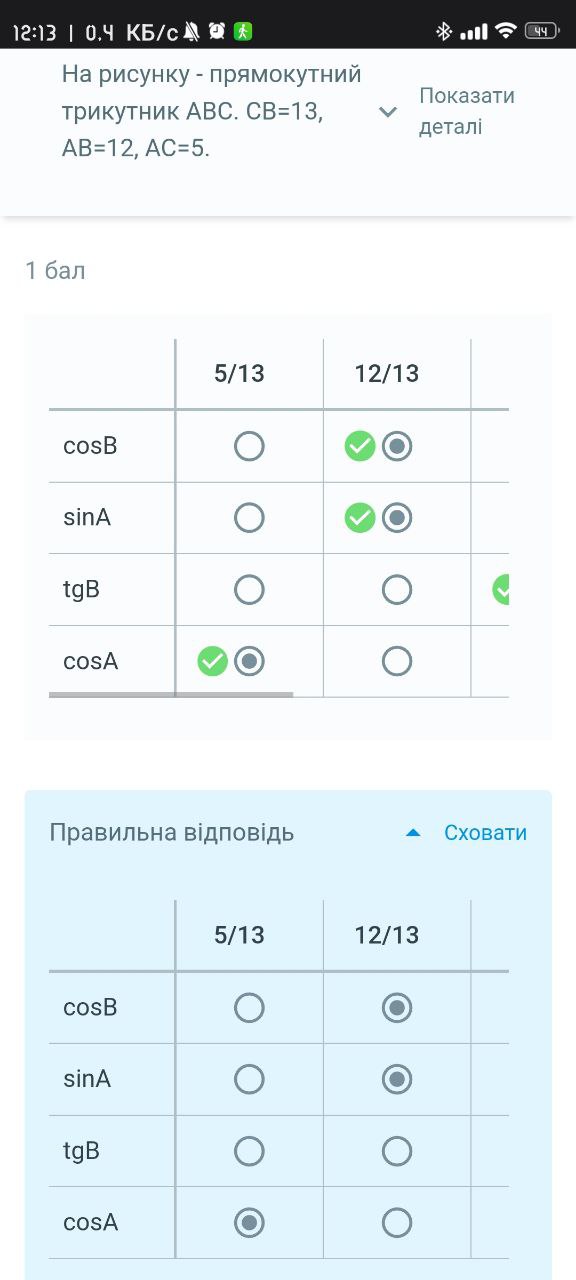 12:13 | 0,4 КБ/с
44
На рисунку - прямокутний
трикутник АВС. СВ=13,
АВ=12, АС=5.
Показати
деталі
1 бал
5/13 12/13
cosB
sinA
tgB
cosA
Правильна відповідь Сховати
5/13 12/13
cosB
sinA
tgB
cosA